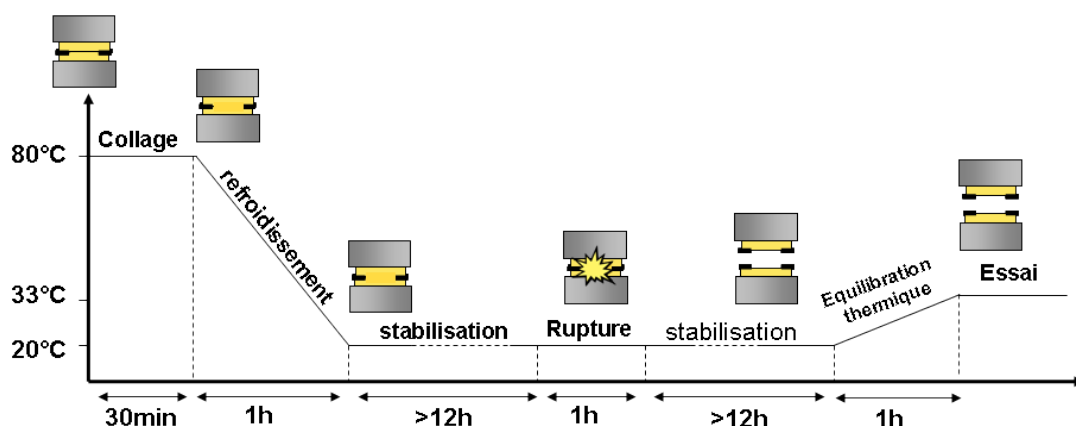 Collage
80°C
refroidissement
33°C
20°C
stabilisation
Rupture
stabilisation
Equilibration
thermique
Essai
30min
1h
>12h
1h
>12h
1h